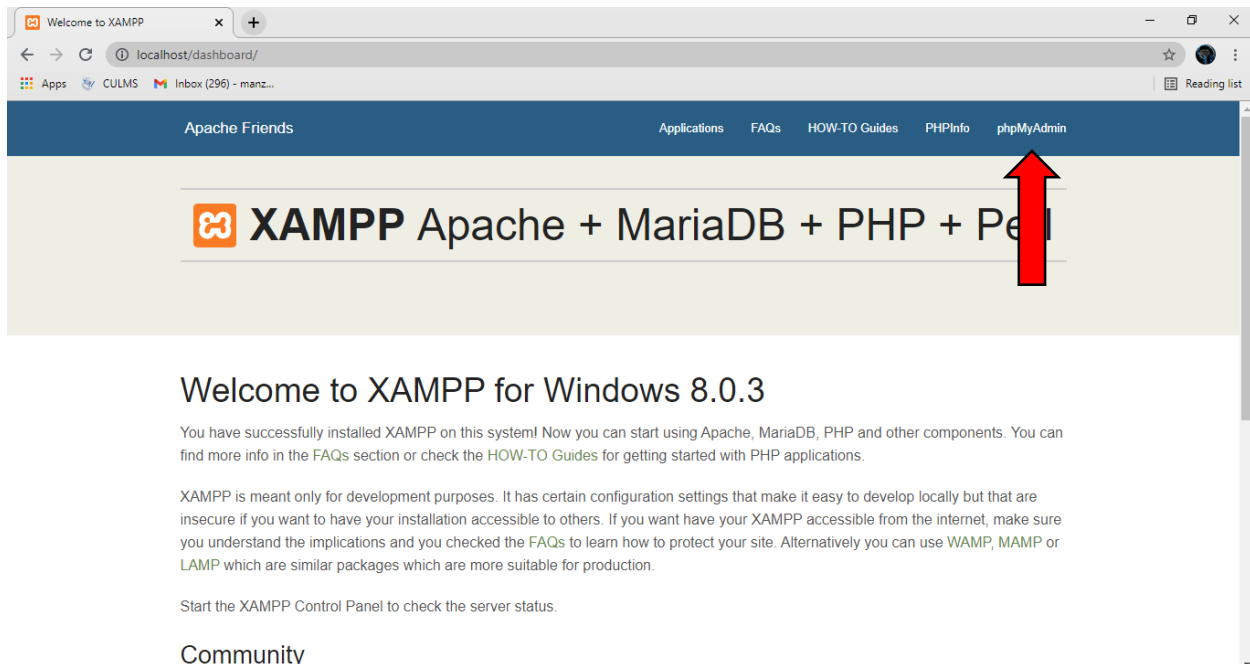 Welcome to XAMPP
localhost/dashboard/
Apps CULMS Inbox (296) - manz... Reading list
Apache Friends Applications FAQs HOW-TO Guides PHPInfo phpMyAdmin
XAMPP Apache + MariaDB + PHP +
Welcome to XAMPP for Windows 8.0.3
You have successfully installed XAMPP on this system! Now you can start using Apache, MariaDB, PHP and other components. You can
find more info in the FAQs section or check the HOW-TO Guides for getting started with PHP applications.
XAMPP is meant only for development purposes. It has certain configuration settings that make it easy to develop locally but that are
insecure if you want to have your installation accessible to others. If you want have your XAMPP accessible from the internet, make sure
you understand the implications and you checked the FAQs to learn how to protect your site. Alternatively you can use WAMP, MAMP or
LAMP which are similar packages which are more suitable for production.
Start the XAMPP Control Panel to check the server status.
Community